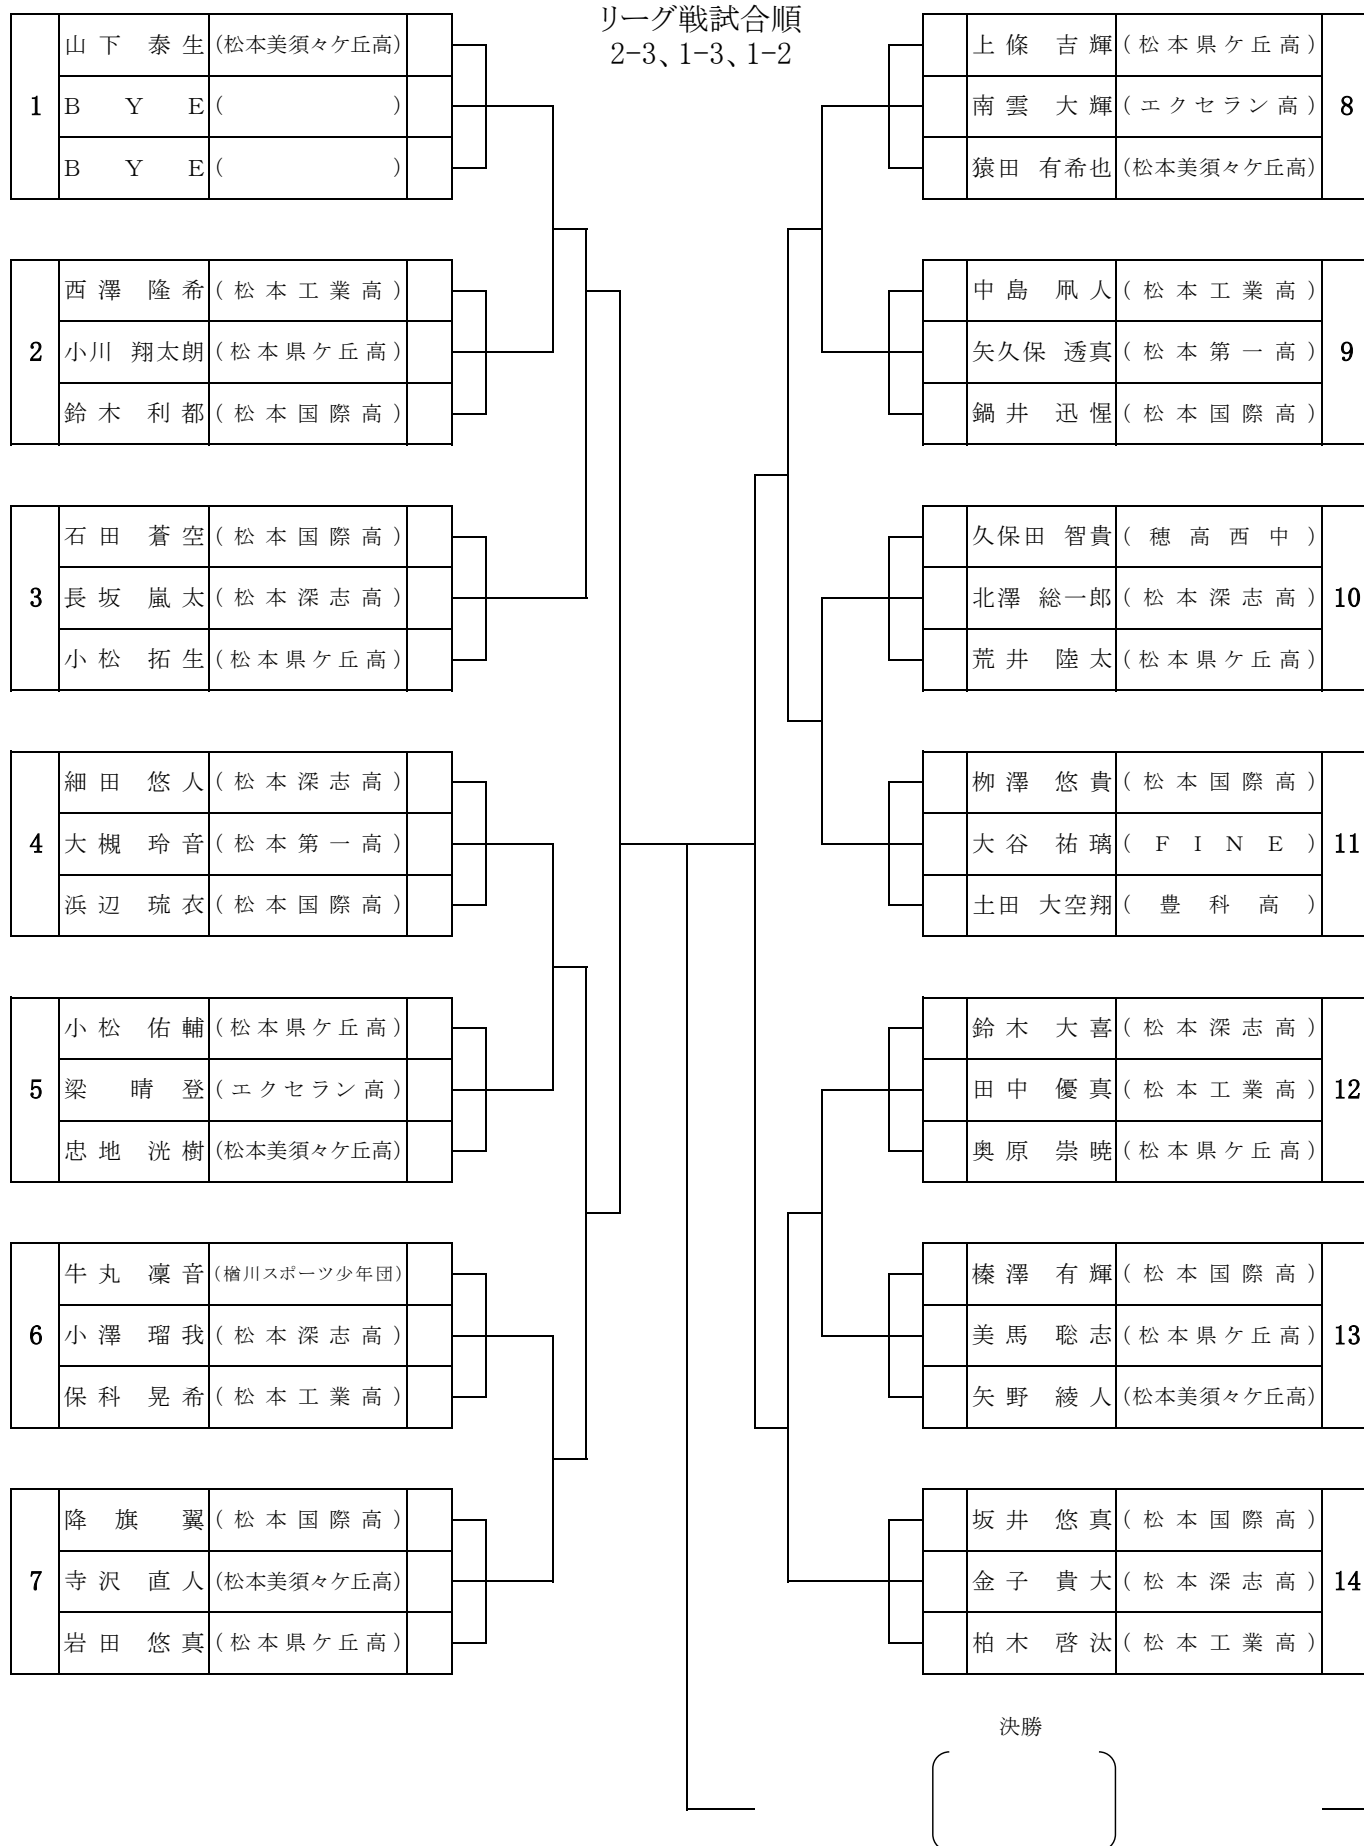 リーグ戦試合順
2-3、1-3、1-2
1
山下 泰生 (松本美須々ケ丘高)
BYE ( )
BYE ( )
2
西澤 隆希 (松本工業高)
小川 翔太朗 (松本県ケ丘高)
鈴木 利都 (松本国際高)
3
石田 蒼空 (松本国際高)
長坂 嵐太 (松本深志高)
小松 拓生 (松本県ケ丘高)
4
細田 悠人 (松本深志高)
大槻 玲音 (松本第一高)
浜辺 琉衣 (松本国際高)
5
小松 佑輔 (松本県ケ丘高)
梁 晴登 (エクセラン高)
忠地 洸樹 (松本美須々ケ丘高)
6
牛丸 凜音 (楢川スポーツ少年団)
小澤 瑠我 (松本深志高)
保科 晃希 (松本工業高)
7
降旗 翼 (松本国際高)
寺沢 直人 (松本美須々ケ丘高)
岩田 悠真 (松本県ケ丘高)
上條 吉輝 (松本県ケ丘高)
南雲 大輝 (エクセラン高)
猿田 有希也 (松本美須々ケ丘高)
8
中島 凧人 (松本工業高)
矢久保 透真 (松本第一高)
鍋井 迅惺 (松本国際高)
9
久保田 智貴 (穂高西中)
北澤 総一郎 (松本深志高)
荒井 陸太 (松本県ケ丘高)
10
栁澤 悠貴 (松本国際高)
大谷 祐璃 (FINE)
土田 大空翔 (豊科高)
11
鈴木 大喜 (松本深志高)
田中 優真 (松本工業高)
奥原 崇暁 (松本県ケ丘高)
12
榛澤 有輝 (松本国際高)
美馬 聡志 (松本県ケ丘高)
矢野 綾人 (松本美須々ケ丘高)
13
坂井 悠真 (松本国際高)
金子 貴大 (松本深志高)
柏木 啓汰 (松本工業高)
14
決勝